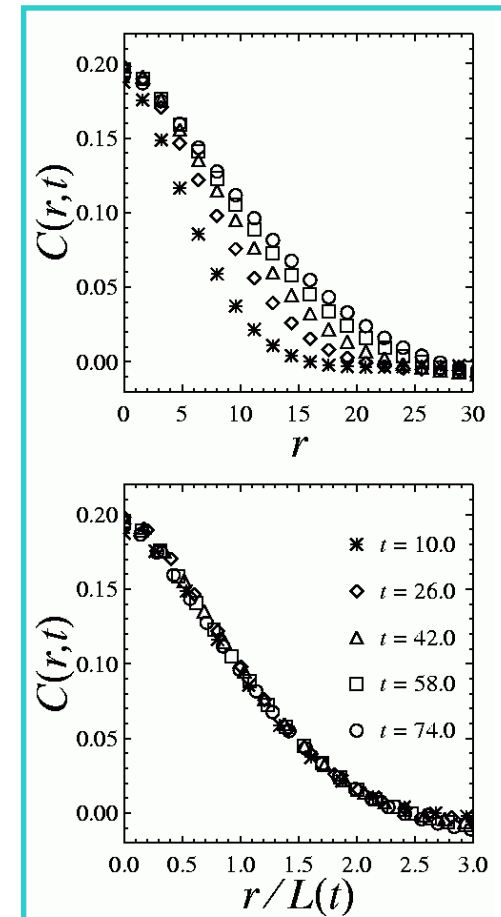 C(r,t)
0.20
0.15
0.10
0.05
0.00
0 5 10 15 20 25 30
r
C(r,t)
0.20
0.15
0.10
0.05
0.00
t = 10.0
t = 26.0
t = 42.0
t = 58.0
t = 74.0
0.0 0.5 1.0 1.5 2.0 2.5 3.0
r/L(t)